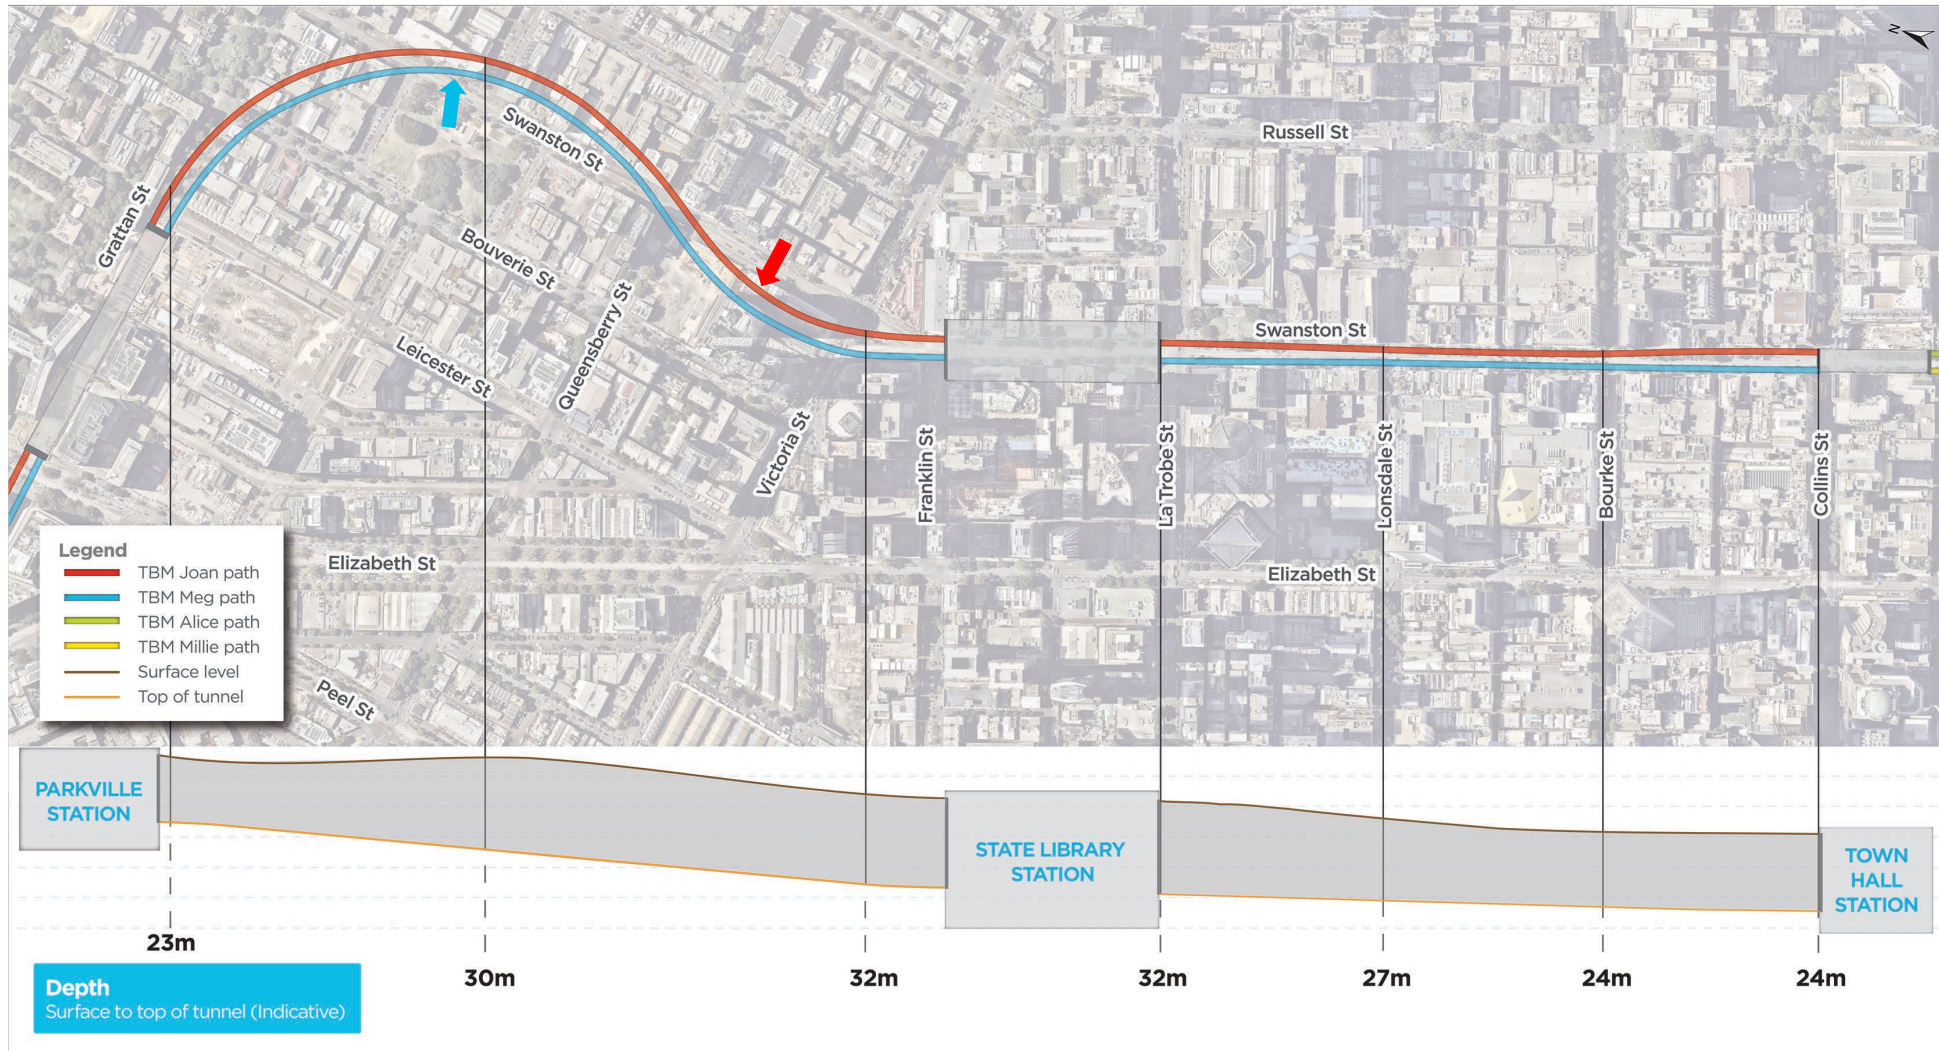 N
Russell St
Swanston St
Grattan St
Bouverie St
Queensberry St
Leicester St
Swanston St
Victoria St
Franklin St
LaTrobe St
Lonsdale St
Bourke St
Collins St
Elizabeth St
Elizabeth St
Peel St
Legend
TBM Joan path
TBM Meg path
TBM Alice path
TBM Millie path
Surface level
Top of tunnel
PARKVILLE
STATION
STATE LIBRARY
STATION
TOWN
HALL
STATION
23m
30m
32m
32m
27m
24m
24m
Depth
Surface to top of tunnel (Indicative)